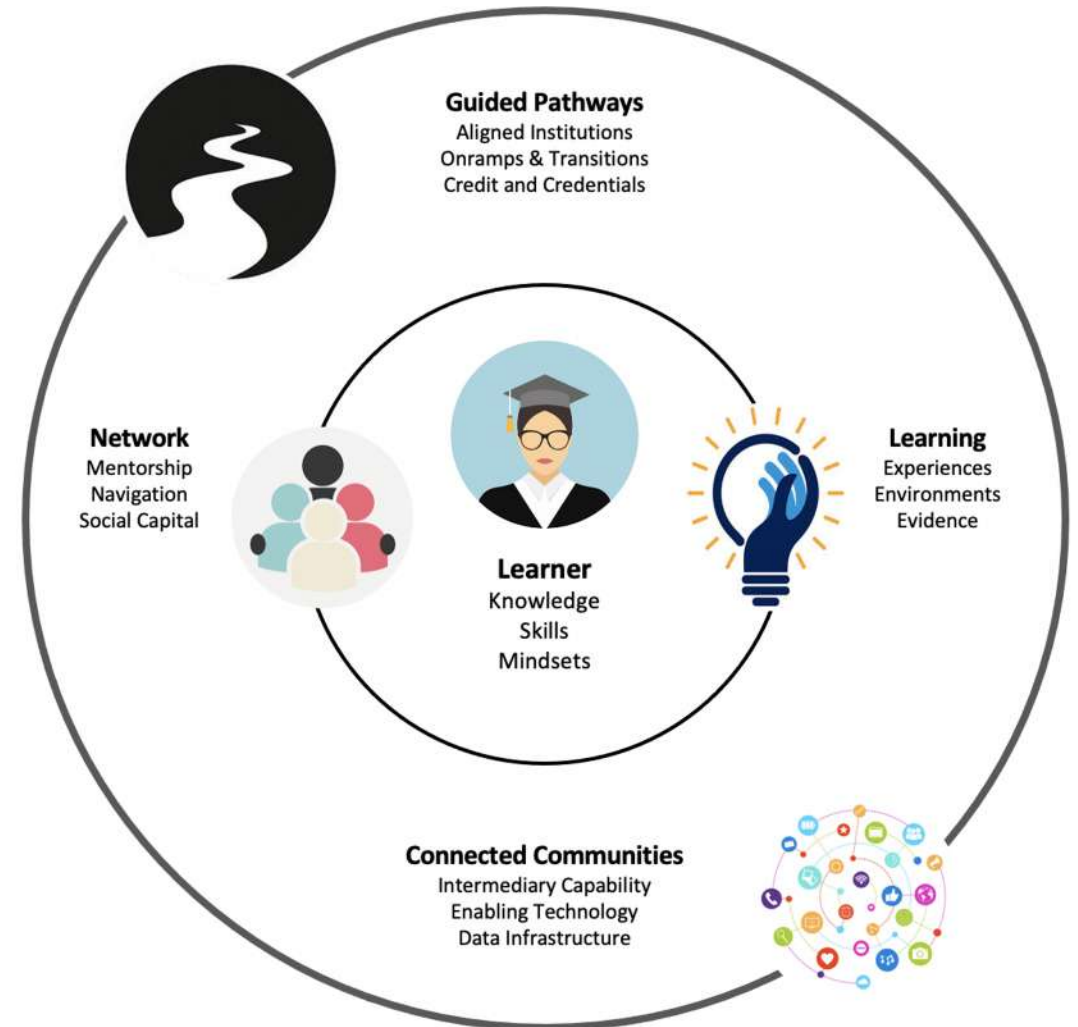 Guided Pathways
Aligned Institutions
Onramps & Transitions
Credit and Credentials
Network
Mentorship
Navigation
Social Capital
Learner
Knowledge
Skills
Mindsets
Learning
Experiences
Environments
Evidence
Connected Communities
Intermediary Capability
Enabling Technology
Data Infrastructure